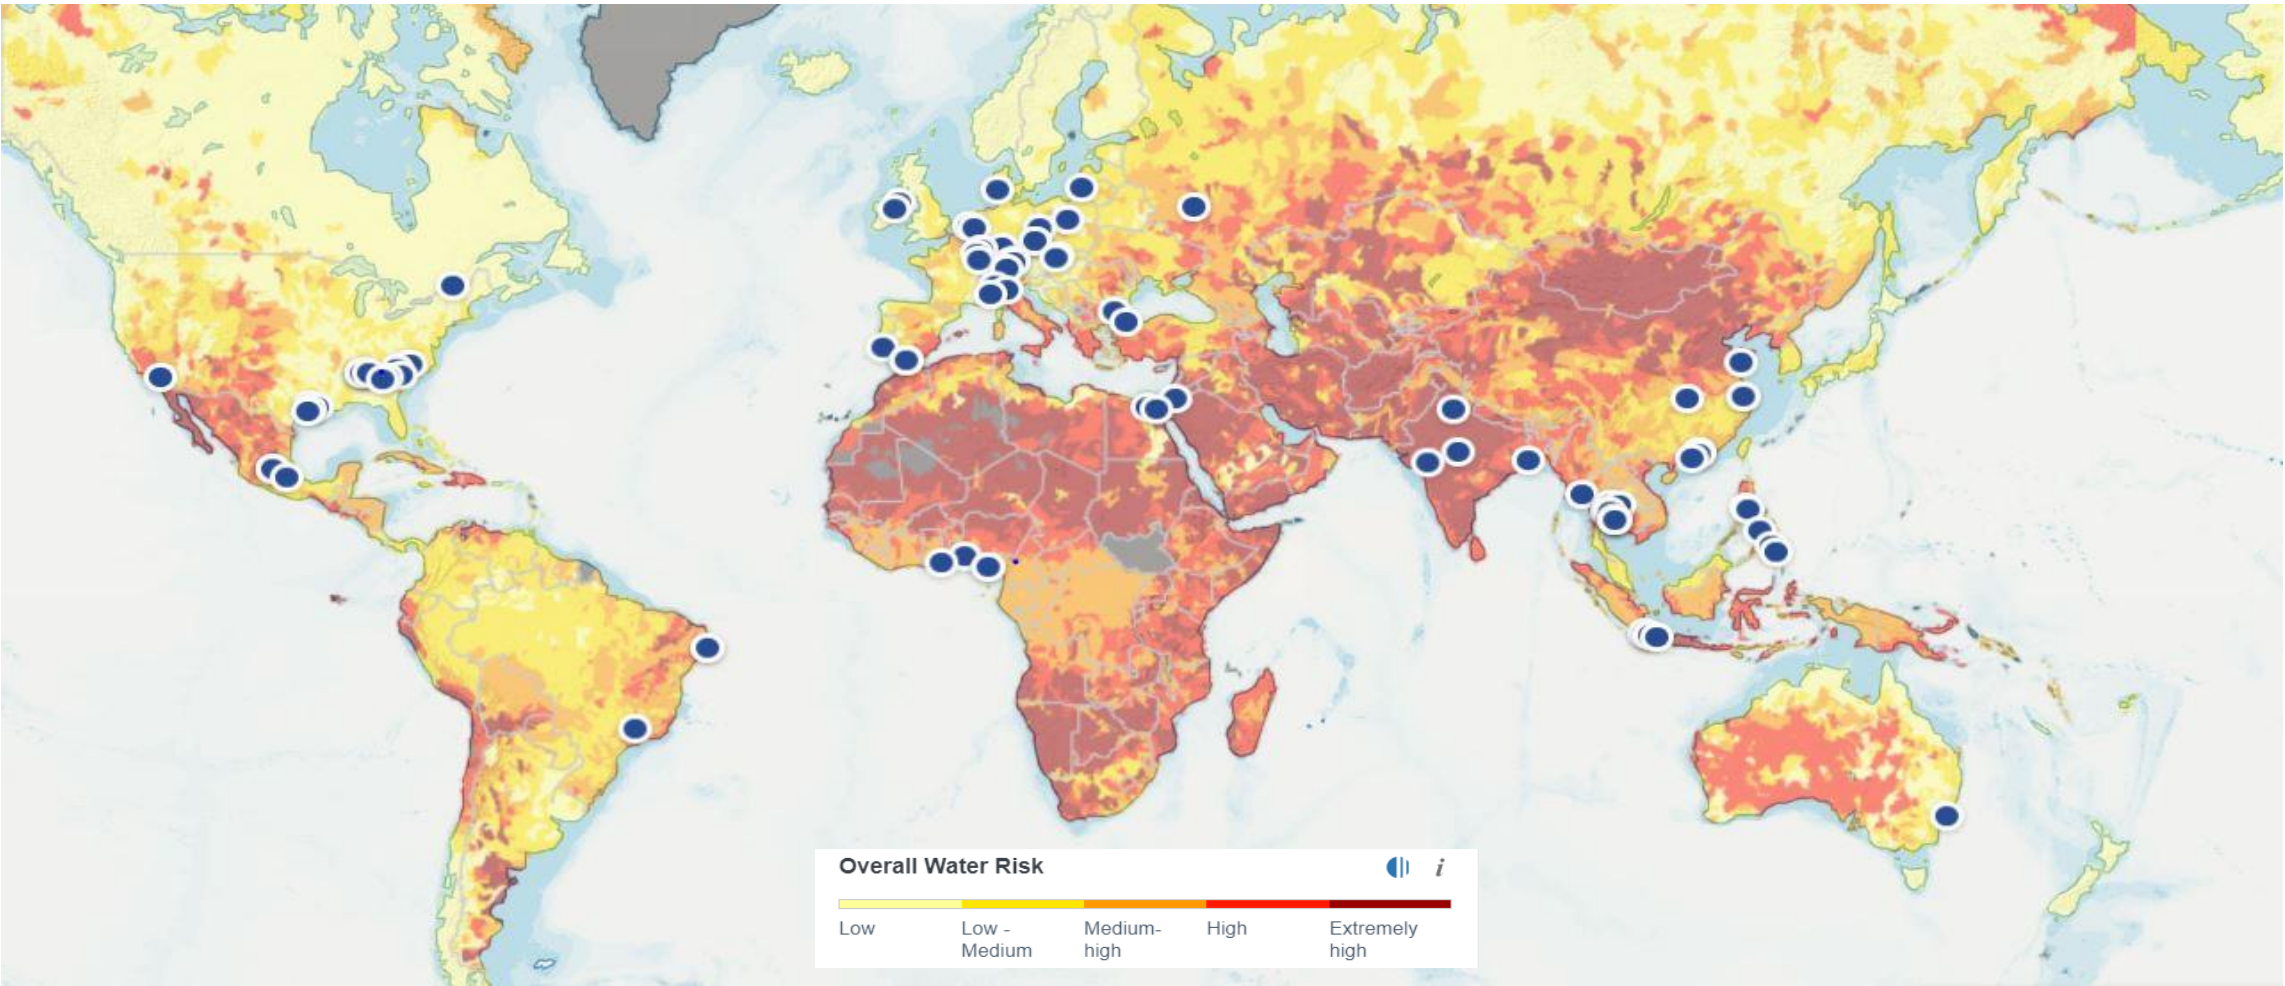 Overall Water Risk
i
Low
Low -
Medium
Medium-
high
High
Extremely
high